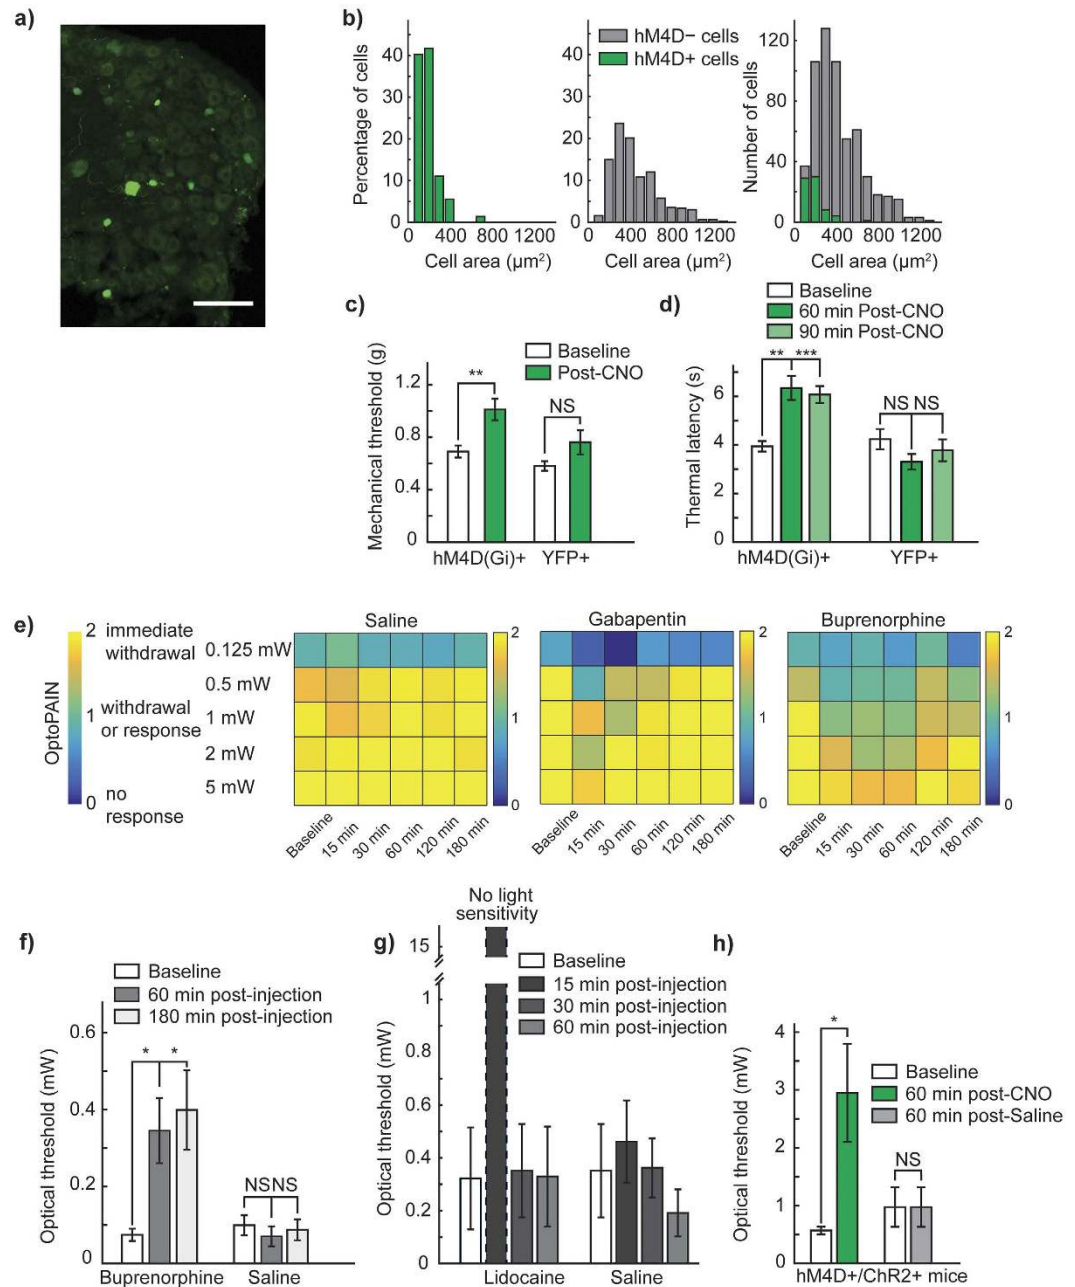 a)
b)
Percentage of cells
40
30
20
10
0
0 400 800 1200
Cell area (µm²)
40
30
20
10
0
hM4D− cells
hM4D+ cells
0 400 800 1200
Cell area (µm²)
Number of cells
120
80
40
0
0 400 800 1200
Cell area (µm²)
c)
Mechanical threshold (g)
1.2
0.8
0.4
0
Baseline
Post-CNO
**
NS
hM4D(Gi)+ YFP+
d)
Baseline
60 min Post-CNO
90 min Post-CNO
Thermal latency (s)
6
4
2
0
** ***
NS NS
hM4D(Gi)+ YFP+
e)
OptoPAIN
2 immediate
withdrawal
1 withdrawal
or response
0 no
response
0.125 mW
0.5 mW
1 mW
2 mW
5 mW
Saline
2
1
0
Baseline 15 min 30 min 60 min 120 min 180 min
Gabapentin
2
1
0
Baseline 15 min 30 min 60 min 120 min 180 min
Buprenorphine
2
1
0
Baseline 15 min 30 min 60 min 120 min 180 min
f)
Baseline
60 min post-injection
180 min post-injection
Optical threshold (mW)
0.6
0.4
0.2
0
* *
NS NS
Buprenorphine Saline
g)
No light
sensitivity
Baseline
15 min post-injection
30 min post-injection
60 min post-injection
Optical threshold (mW)
15
1
0.8
0.6
0.4
0.2
0
Lidocaine Saline
h)
Baseline
60 min post-CNO
60 min post-Saline
Optical threshold (mW)
4
3
2
1
0
*
NS
hM4D+/ChR2+ mice